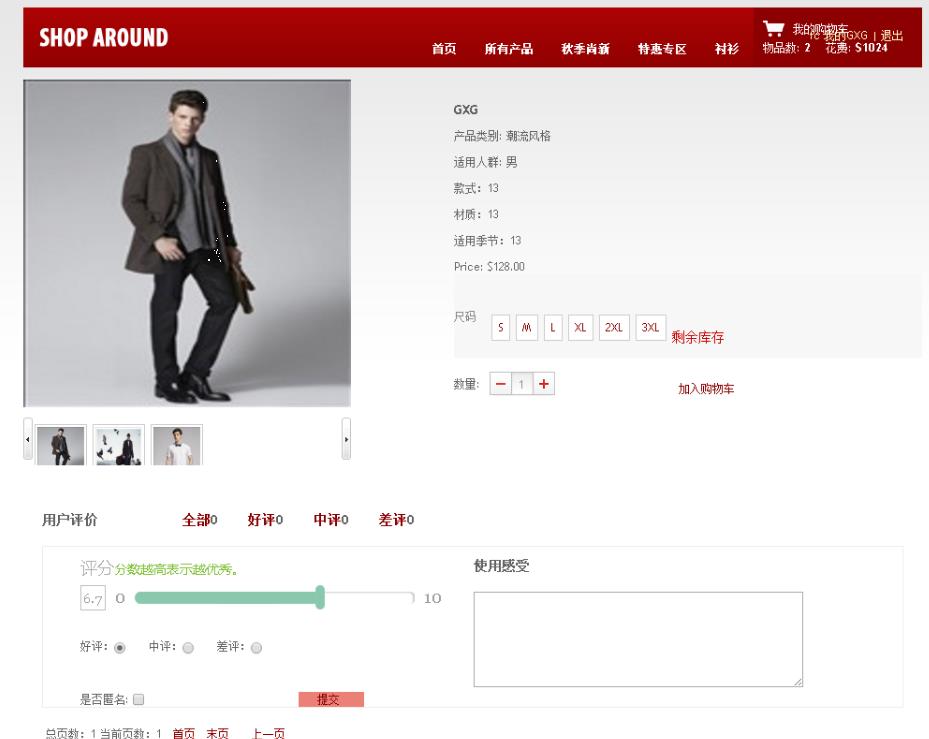 SHOP AROUND
首页 所有产品 秋季尚新 特惠专区 衬衫
我的购物车
我的GXG | 退出
物品数: 2 花费: $1024
GXG
产品类别: 潮流风格
适用人群: 男
款式: 13
材质: 13
适用季节: 13
Price: $128.00
尺码 S M L XL 2XL 3XL 剩余库存
数量: 1 加入购物车
用户评价 全部0 好评0 中评0 差评0
评分分数越高表示越优秀。
使用感受
6.7 0 10
好评: 中评: 差评:
是否匿名: 提交
总页数: 1 当前页数: 1 首页 末页 上一页